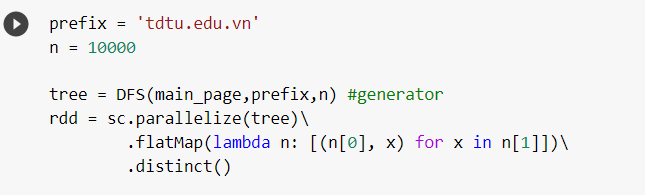 prefix = 'tdtu.edu.vn'
n = 10000
tree = DFS(main_page,prefix,n) #generator
rdd = sc.parallelize(tree)\
.flatMap(lambda n: [(n[0], x) for x in n[1]])\
.distinct()